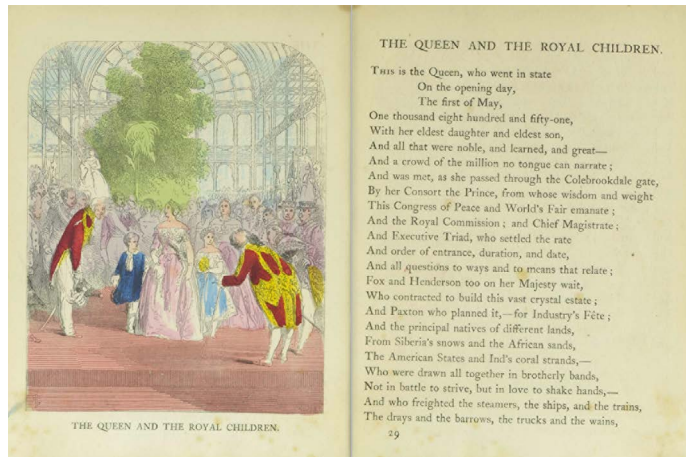 THE QUEEN AND THE ROYAL CHILDREN.
THE QUEEN AND THE ROYAL CHILDREN.
THIS is the Queen, who went in state
On the opening day,
The first of May,
One thousand eight hundred and fifty-one,
With her eldest daughter and eldest son,
And all that were noble, and learned, and great—
And a crowd of the million no tongue can narrate;
And was met, as she passed through the Colebrookdale gate,
By her Consort the Prince, from whose wisdom and weight
This Congress of Peace and World's Fair emanate;
And the Royal Commission; and Chief Magistrate;
And Executive Triad, who settled the rate
And order of entrance, duration, and date,
And all questions to ways and to means that relate;
Fox and Henderson too on her Majesty wait,
Who contracted to build this vast crystal estate;
And Paxton who planned it,—for Industry's Fête;
And the principal natives of different lands,
From Siberia's snows and the African sands,
The American States and Ind's coral strands,—
Who were drawn all together in brotherly bands,
Not in battle to strive, but in love to shake hands,—
And who freighted the steamers, the ships, and the trains,
The drays and the barrows, the trucks and the wains,
29